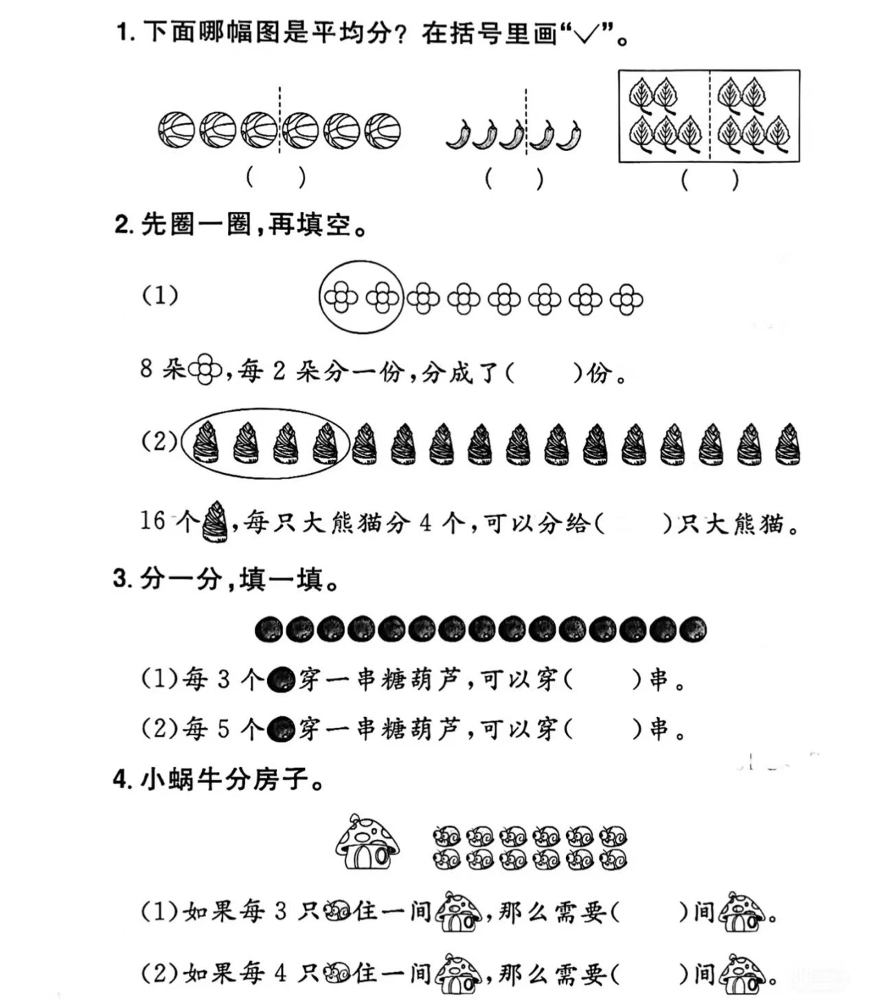 1. 下面哪幅图是平均分？在括号里画“✓”。
(    )    (    )    (    )
2. 先圈一圈,再填空。
(1)
8 朵,每 2 朵分一份,分成了(    )份。
(2)
16 个,每只大熊猫分 4 个,可以分给(    )只大熊猫。
3. 分一分,填一填。
(1)每 3 个穿一串糖葫芦,可以穿(    )串。
(2)每 5 个穿一串糖葫芦,可以穿(    )串。
4. 小蜗牛分房子。
(1)如果每 3 只住一间,那么需要(    )间。
(2)如果每 4 只住一间,那么需要(    )间。